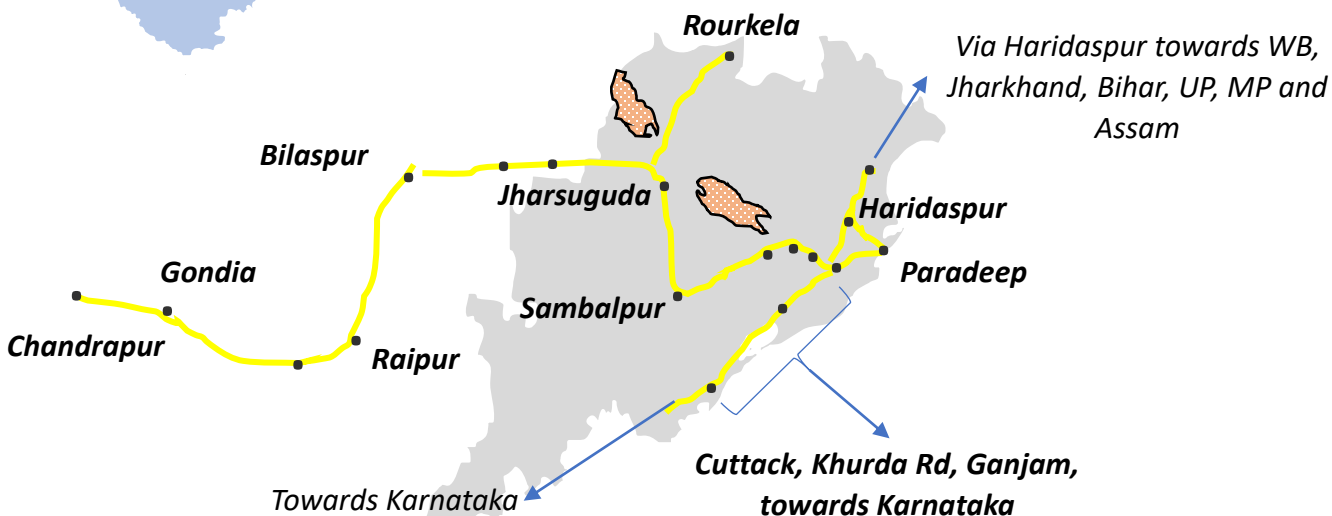 Rourkela
Via Haridaspur towards WB,
Jharkhand, Bihar, UP, MP and
Assam
Bilaspur
Jharsuguda
Haridaspur
Gondia
Paradeep
Sambalpur
Chandrapur
Raipur
Cuttack, Khurda Rd, Ganjam,
towards Karnataka
Towards Karnataka